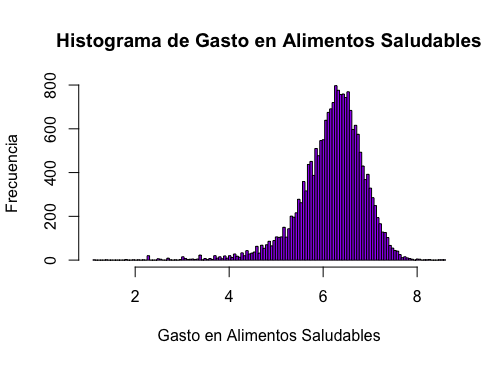 Histograma de Gasto en Alimentos Saludables
Frecuencia
800
600
400
200
0
2 4 6 8
Gasto en Alimentos Saludables